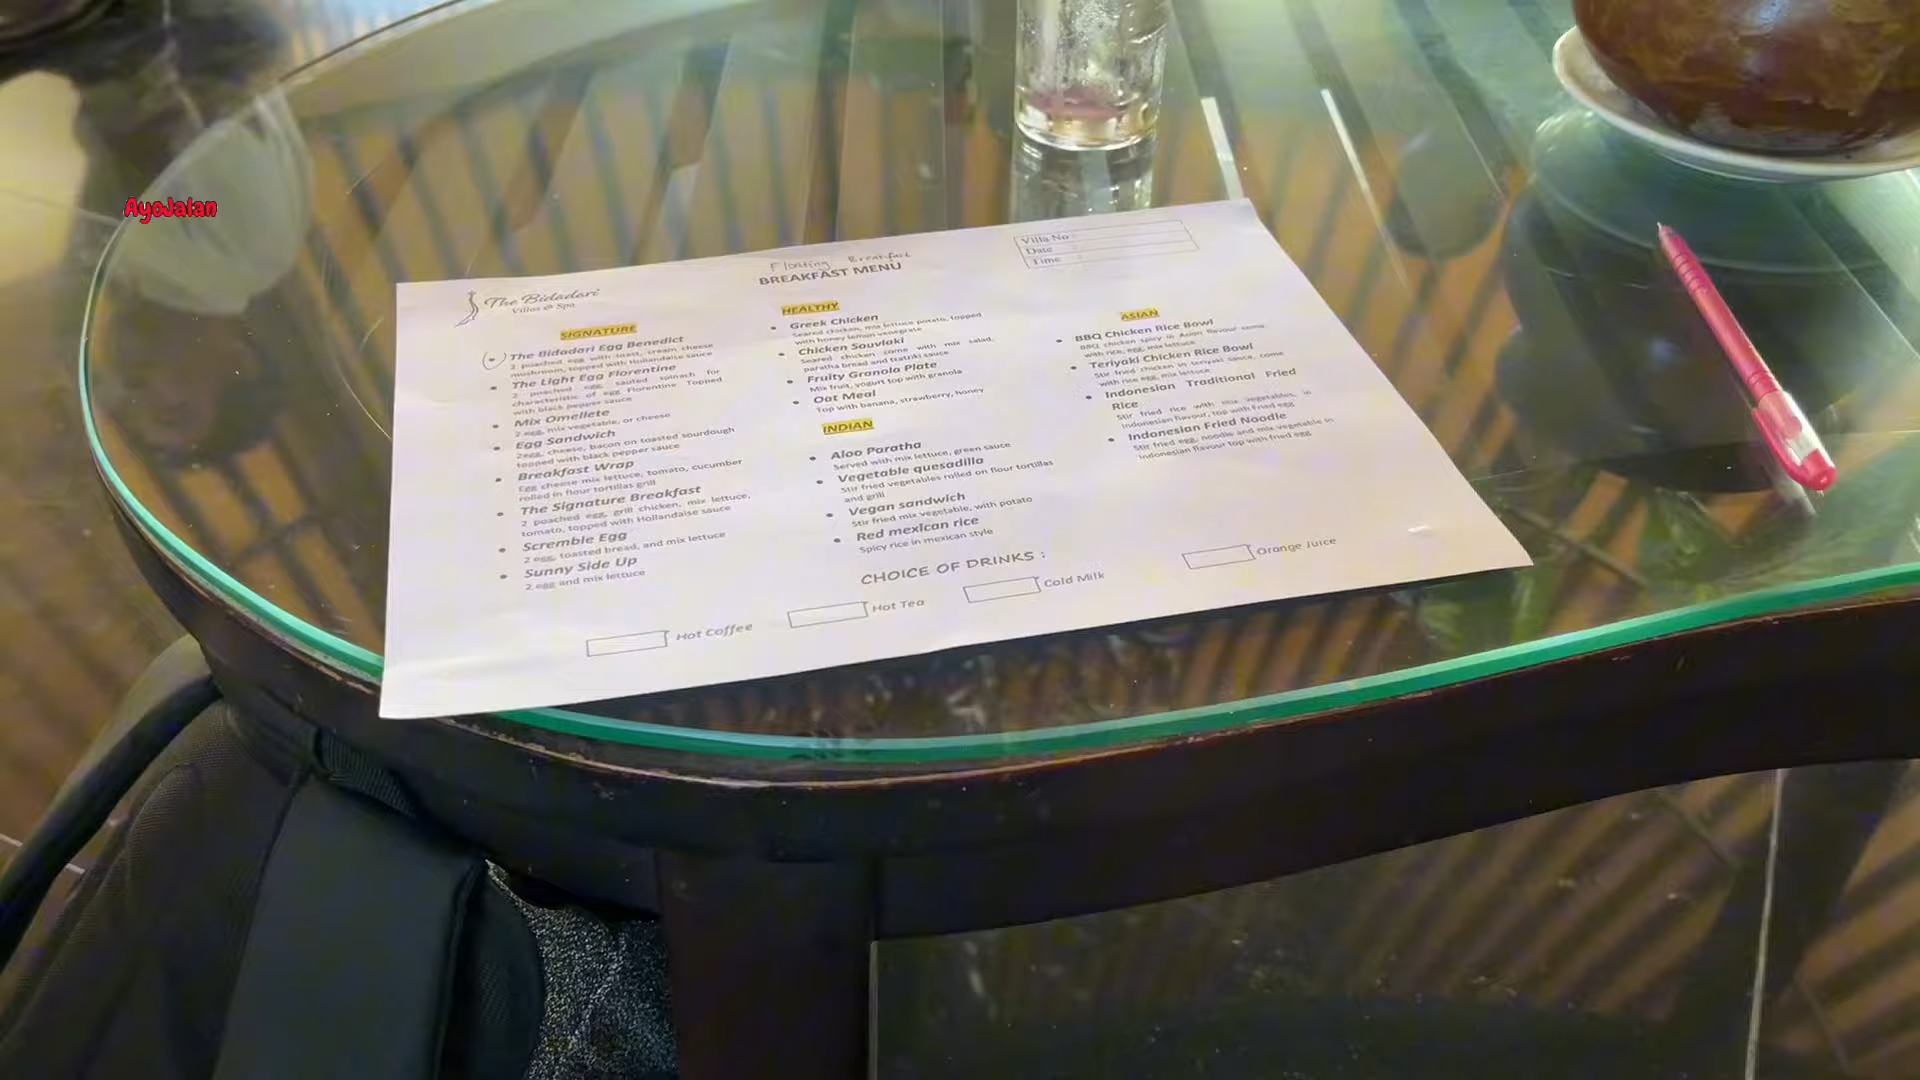 AyoJalan
Floating Breakfast
BREAKFAST MENU
Villa No
Date
Time
The Bidadari
Villas & Spa
SIGNATURE
The Bidadari Egg Benedict
2 poached egg with toast, cream cheese
mushroom, topped with Hollandaise sauce
The Light Egg Florentine
2 poached egg, sauted spinach for
characteristic of egg Florentine Topped
with black pepper sauce
Mix Omellete
2 egg, mix vegetable, or cheese
Egg Sandwich
2egg, cheese, bacon on toasted sourdough
topped with black pepper sauce
Breakfast Wrap
Egg cheese mix lettuce, tomato, cucumber
rolled in flour tortillas grill
The Signature Breakfast
2 poached egg, grill chicken, mix lettuce,
tomato, topped with Hollandaise sauce
Scremble Egg
2 egg, toasted bread, and mix lettuce
Sunny Side Up
2 egg and mix lettuce
HEALTHY
Greek Chicken
Seared chicken, mix lettuce potato, topped
with honey lemon venegrate
Chicken Souvlaki
Seared chicken come with mix salad,
paratha bread and tzatziki sauce
Fruity Granola Plate
Mix fruit, yogurt top with granola
Oat Meal
Top with banana, strawberry, honey
INDIAN
Aloo Paratha
Served with mix lettuce, green sauce
Vegetable quesadilla
Stir fried vegetables rolled on flour tortillas
and grill
Vegan sandwich
Stir fried mix vegetable, with potato
Red mexican rice
Spicy rice in mexican style
ASIAN
BBQ Chicken Rice Bowl
BBQ chicken spicy in Asian flavour come
with rice, egg, mix lettuce
Teriyaki Chicken Rice Bowl
Stir fried chicken in teriyaki sauce, come
with rice egg, mix lettuce
Indonesian Traditional Fried
Rice
Stir fried rice with mix vegetables, in
Indonesian flavour, top with Fried egg
Indonesian Fried Noodle
Stir fried egg, noodle and mix vegetable in
Indonesian flavour top with fried egg
CHOICE OF DRINKS :
Hot Coffee
Hot Tea
Cold Milk
Orange Juice